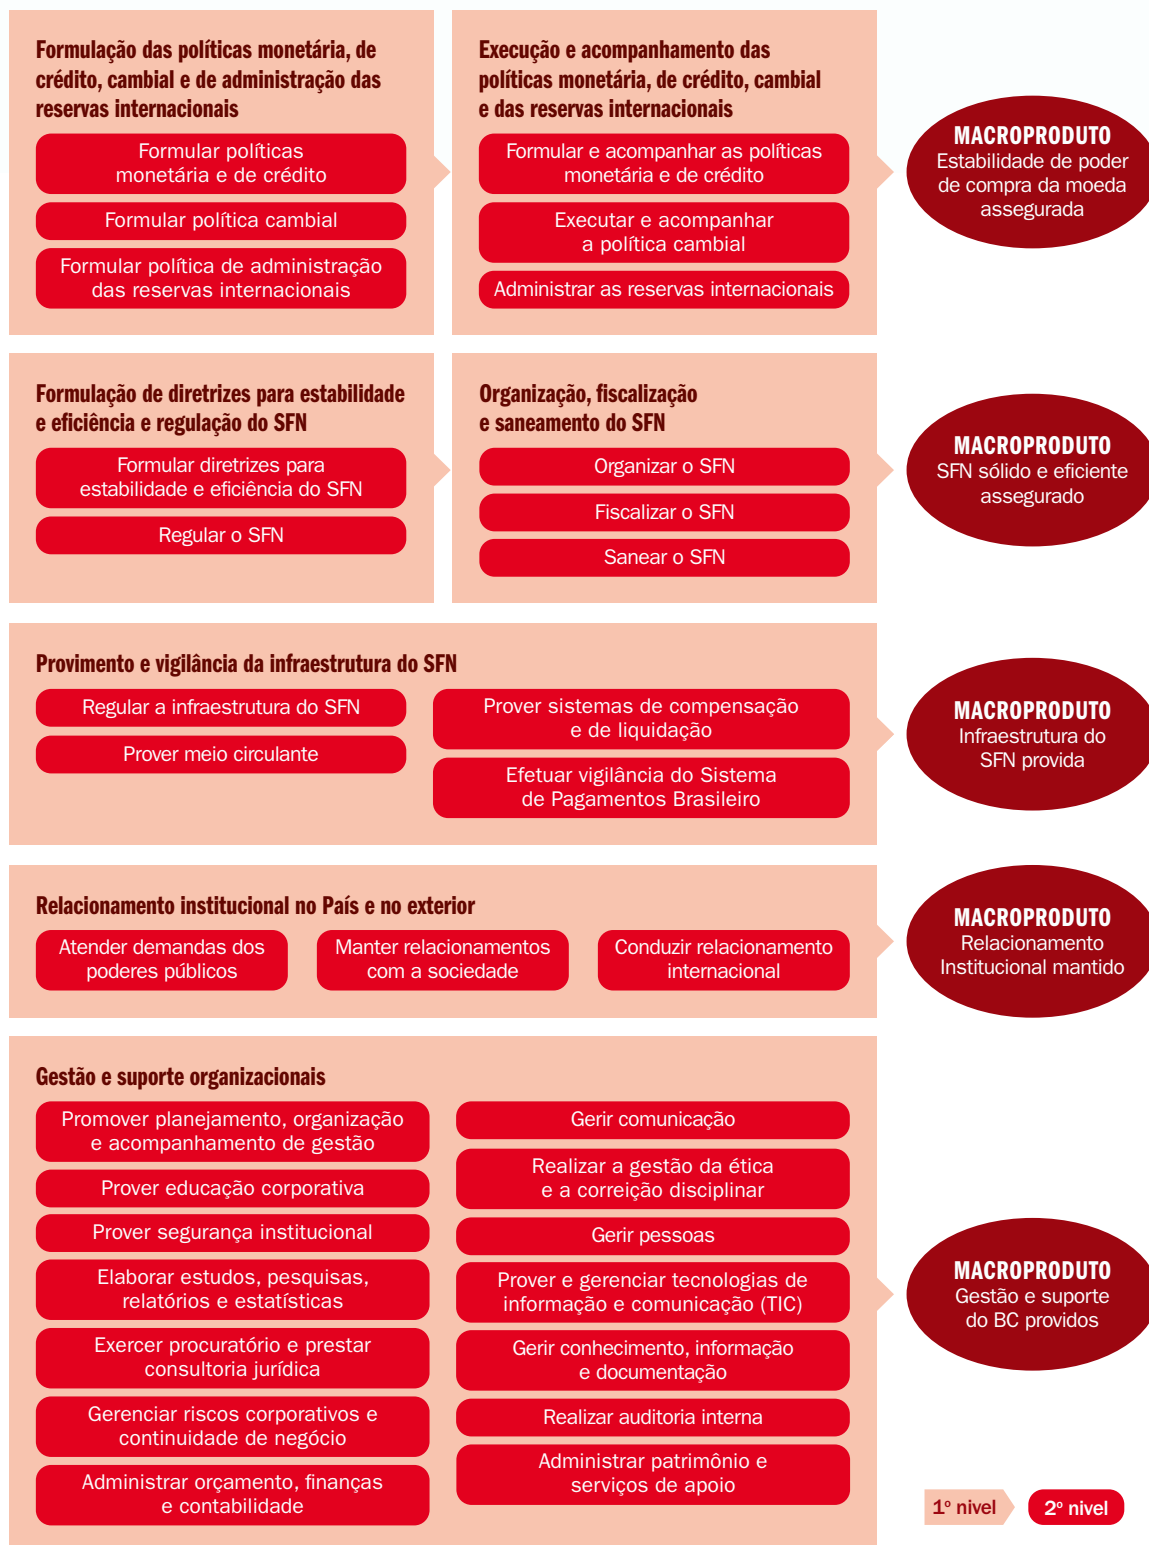 Formulação das políticas monetária, de
crédito, cambial e de administração das
reservas internacionais
Formular políticas
monetária e de crédito
Formular política cambial
Formular política de administração
das reservas internacionais
Execução e acompanhamento das
políticas monetária, de crédito, cambial
e das reservas internacionais
Formular e acompanhar as políticas
monetária e de crédito
Executar e acompanhar
a política cambial
Administrar as reservas internacionais
MACROPRODUTO
Estabilidade de poder
de compra da moeda
assegurada
Formulação de diretrizes para estabilidade
e eficiência e regulação do SFN
Formular diretrizes para
estabilidade e eficiência do SFN
Regular o SFN
Organização, fiscalização
e saneamento do SFN
Organizar o SFN
Fiscalizar o SFN
Sanear o SFN
MACROPRODUTO
SFN sólido e eficiente
assegurado
Provimento e vigilância da infraestrutura do SFN
Regular a infraestrutura do SFN
Prover meio circulante
Prover sistemas de compensação
e de liquidação
Efetuar vigilância do Sistema
de Pagamentos Brasileiro
MACROPRODUTO
Infraestrutura do
SFN provida
Relacionamento institucional no País e no exterior
Atender demandas dos
poderes públicos
Manter relacionamentos
com a sociedade
Conduzir relacionamento
internacional
MACROPRODUTO
Relacionamento
Institucional mantido
Gestão e suporte organizacionais
Promover planejamento, organização
e acompanhamento de gestão
Prover educação corporativa
Prover segurança institucional
Elaborar estudos, pesquisas,
relatórios e estatísticas
Exercer procuratório e prestar
consultoria jurídica
Gerenciar riscos corporativos e
continuidade de negócio
Administrar orçamento, finanças
e contabilidade
Gerir comunicação
Realizar a gestão da ética
e a correição disciplinar
Gerir pessoas
Prover e gerenciar tecnologias de
informação e comunicação (TIC)
Gerir conhecimento, informação
e documentação
Realizar auditoria interna
Administrar patrimônio e
serviços de apoio
MACROPRODUTO
Gestão e suporte
do BC providos
1º nivel
2º nivel